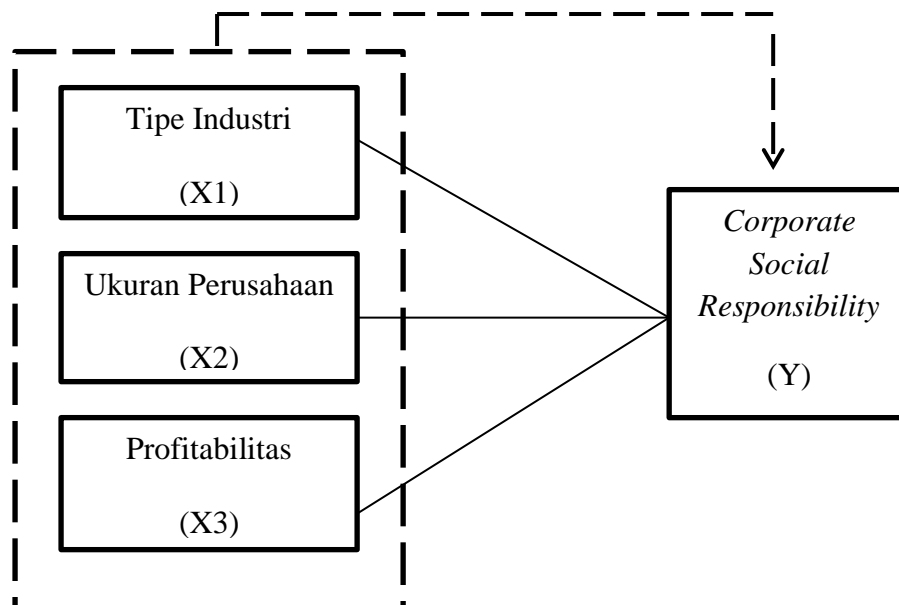 Tipe Industri
(X1)
Ukuran Perusahaan
(X2)
Profitabilitas
(X3)
Corporate
Social
Responsibility
(Y)